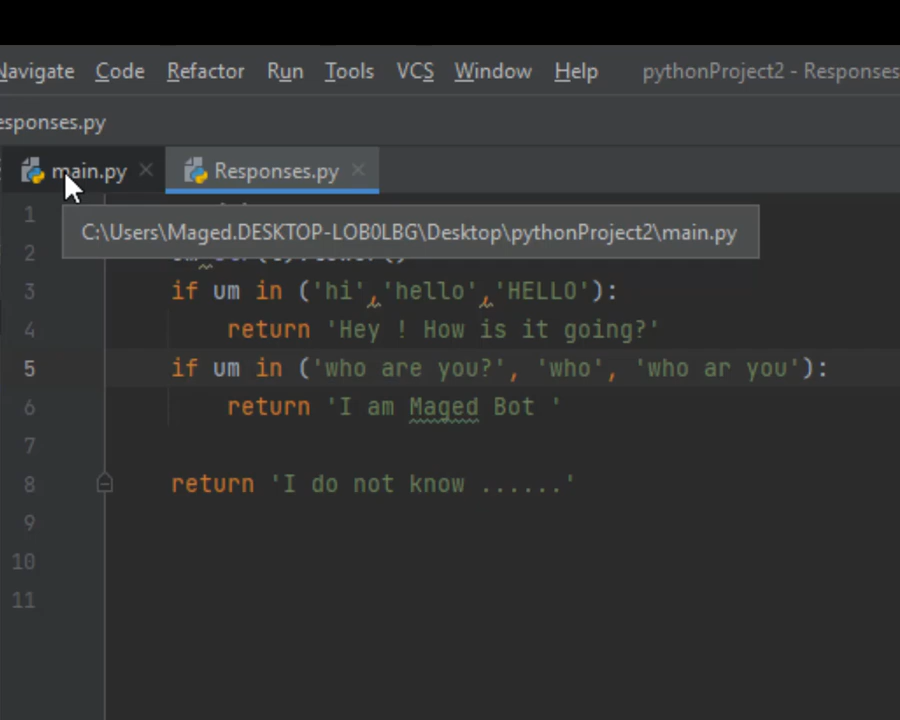 Navigate Code Refactor Run Tools VCS Window Help pythonProject2 - Responses
esponses.py
main.py Responses.py
1
C:\Users\Maged.DESKTOP-LOB0LBG\Desktop\pythonProject2\main.py
2
3 if um in ('hi','hello','HELLO'):
4 return 'Hey ! How is it going?'
5 if um in ('who are you?', 'who', 'who ar you'):
6 return 'I am Maged Bot '
7
8 return 'I do not know ......'
9
10
11